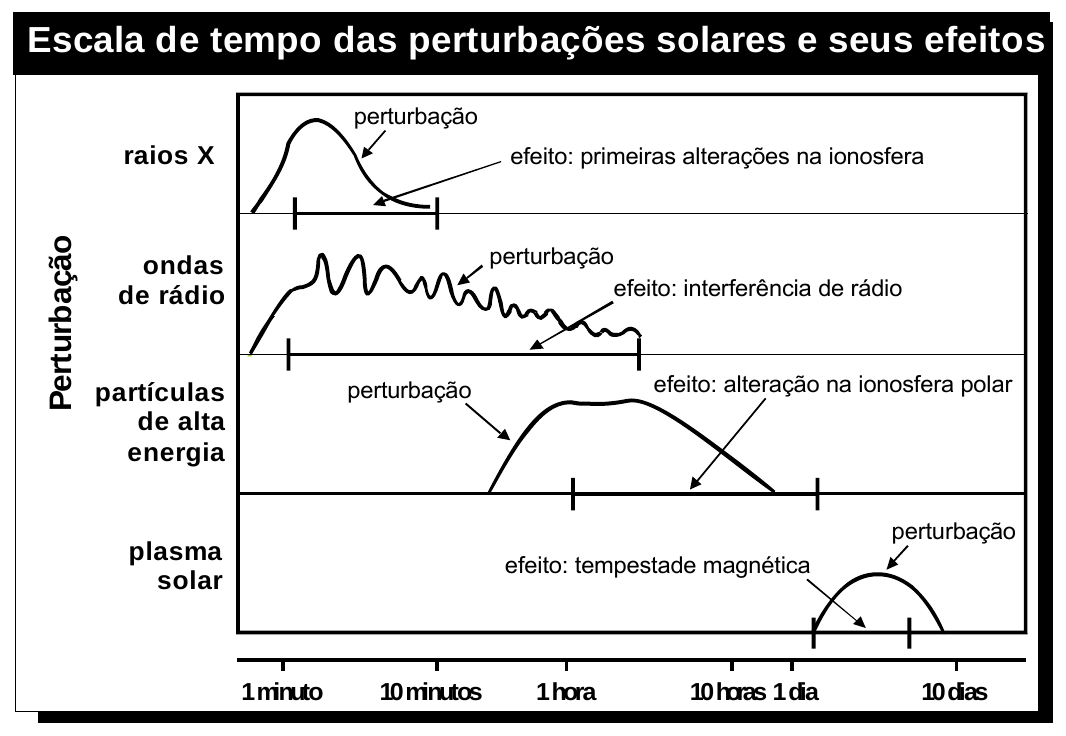 Escala de tempo das perturbações solares e seus efeitos
Perturbação
raios X
perturbação
efeito: primeiras alterações na ionosfera
ondas
de rádio
perturbação
efeito: interferência de rádio
partículas
de alta
energia
perturbação
efeito: alteração na ionosfera polar
plasma
solar
efeito: tempestade magnética
perturbação
1 minuto 10 minutos 1 hora 10 horas 1 dia 10 dias